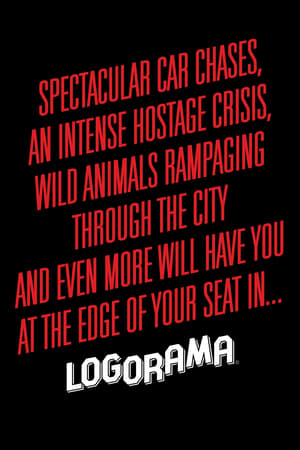 SPECTACULAR CAR CHASES,
AN INTENSE HOSTAGE CRISIS,
WILD ANIMALS RAMPAGING
THROUGH THE CITY
AND EVEN MORE WILL HAVE YOU
AT THE EDGE OF YOUR SEAT IN...
LOGORAMA